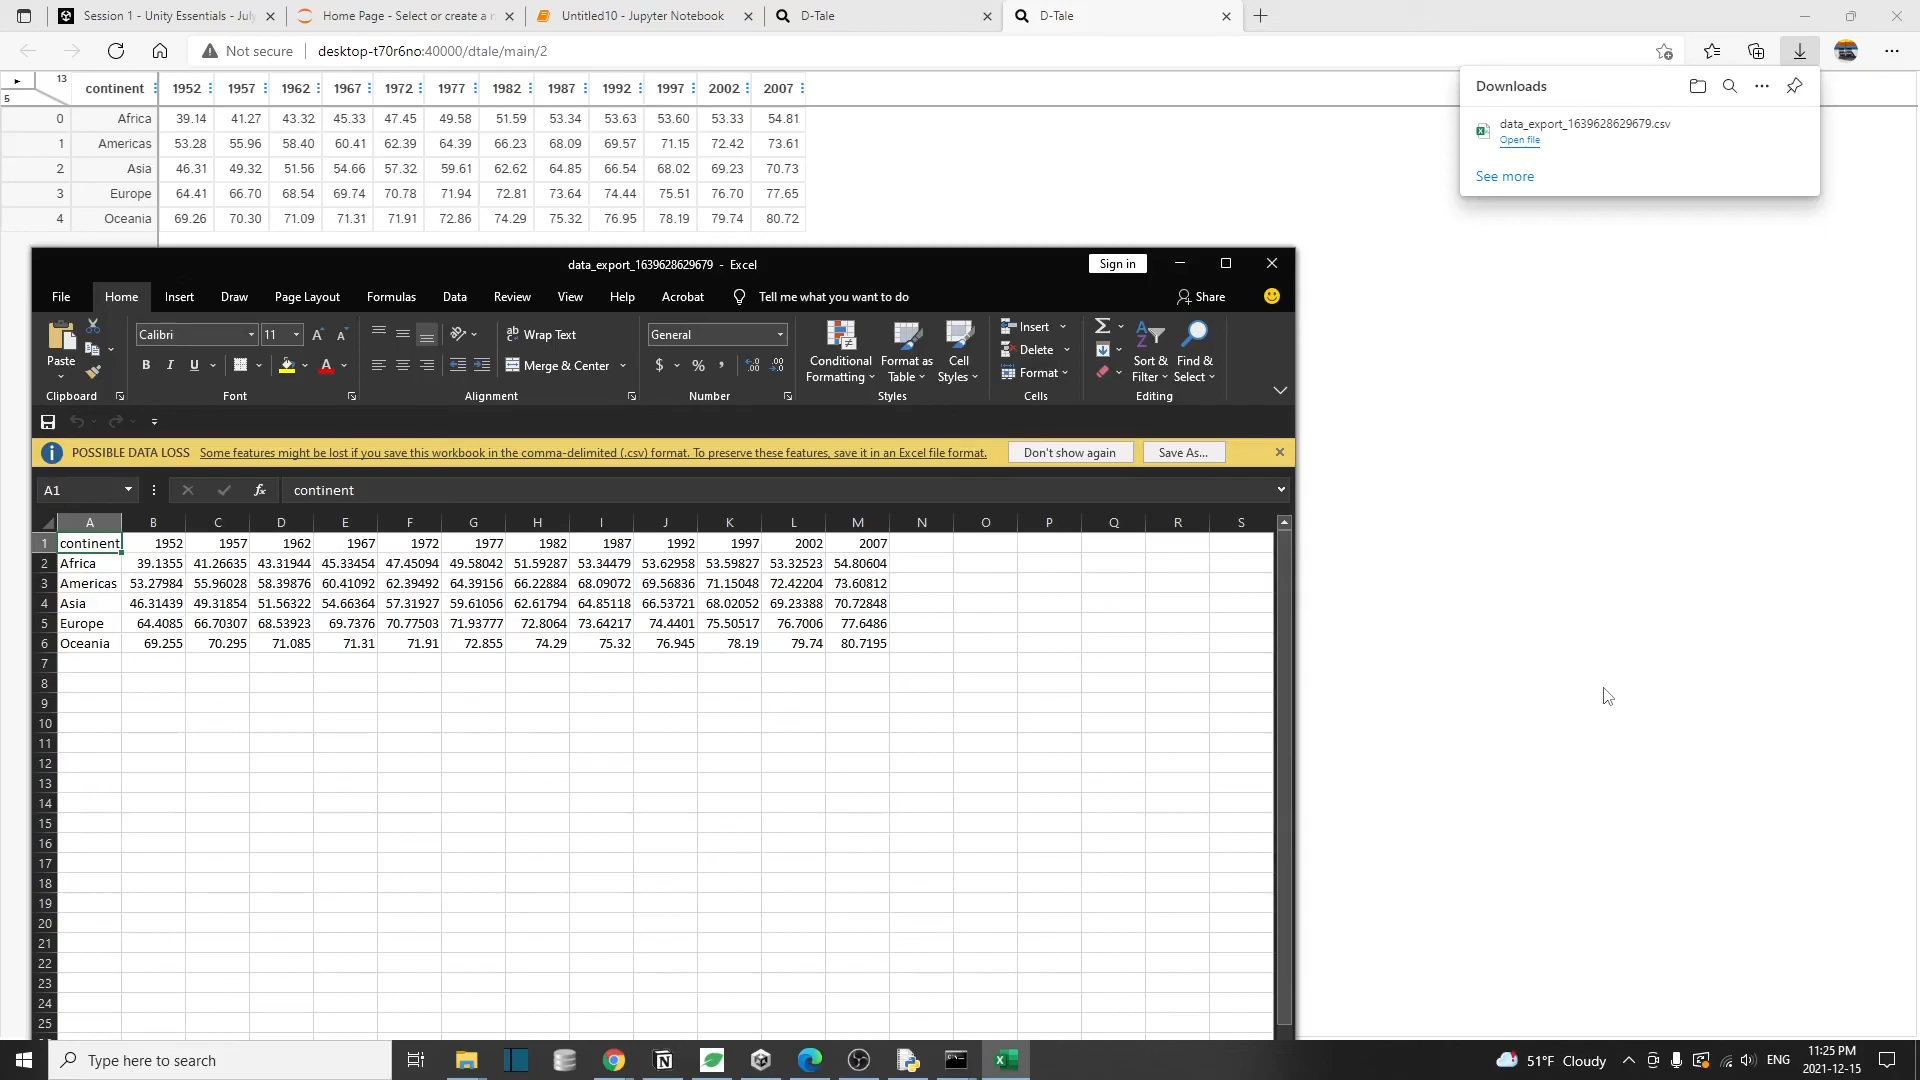 Session 1 - Unity Essentials - July
Home Page - Select or create a n
Untitled10 - Jupyter Notebook
D-Tale
D-Tale
Not secure
desktop-t70r6no:40000/dtale/main/2
13
5
continent 1952 1957 1962 1967 1972 1977 1982 1987 1992 1997 2002 2007
0 Africa 39.14 41.27 43.32 45.33 47.45 49.58 51.59 53.34 53.63 53.60 53.33 54.81
1 Americas 53.28 55.96 58.40 60.41 62.39 64.39 66.23 68.09 69.57 71.15 72.42 73.61
2 Asia 46.31 49.32 51.56 54.66 57.32 59.61 62.62 64.85 66.54 68.02 69.23 70.73
3 Europe 64.41 66.70 68.54 69.74 70.78 71.94 72.81 73.64 74.44 75.51 76.70 77.65
4 Oceania 69.26 70.30 71.09 71.31 71.91 72.86 74.29 75.32 76.95 78.19 79.74 80.72
Downloads
data_export_1639628629679.csv
Open file
See more
data_export_1639628629679 - Excel
Sign in
File Home Insert Draw Page Layout Formulas Data Review View Help Acrobat Tell me what you want to do Share
Paste
Clipboard
Calibri 11
B I U
Font
Wrap Text
Merge & Center
Alignment
General
$ % ,
Number
Conditional Formatting
Format as Table
Cell Styles
Styles
Insert
Delete
Format
Cells
Sort & Filter
Find & Select
Editing
POSSIBLE DATA LOSS Some features might be lost if you save this workbook in the comma-delimited (.csv) format. To preserve these features, save it in an Excel file format. Don't show again Save As...
A1 fx continent
A B C D E F G H I J K L M N O P Q R S
1 continent 1952 1957 1962 1967 1972 1977 1982 1987 1992 1997 2002 2007
2 Africa 39.1355 41.26635 43.31944 45.33454 47.45094 49.58042 51.59287 53.34479 53.62958 53.59827 53.32523 54.80604
3 Americas 53.27984 55.96028 58.39876 60.41092 62.39492 64.39156 66.22884 68.09072 69.56836 71.15048 72.42204 73.60812
4 Asia 46.31439 49.31854 51.56322 54.66364 57.31927 59.61056 62.61794 64.85118 66.53721 68.02052 69.23388 70.72848
5 Europe 64.4085 66.70307 68.53923 69.7376 70.77503 71.93777 72.8064 73.64217 74.4401 75.50517 76.7006 77.6486
6 Oceania 69.255 70.295 71.085 71.31 71.91 72.855 74.29 75.32 76.945 78.19 79.74 80.7195
7
8
9
10
11
12
13
14
15
16
17
18
19
20
21
22
23
24
25
Type here to search
51°F Cloudy
ENG
11:25 PM
2021-12-15